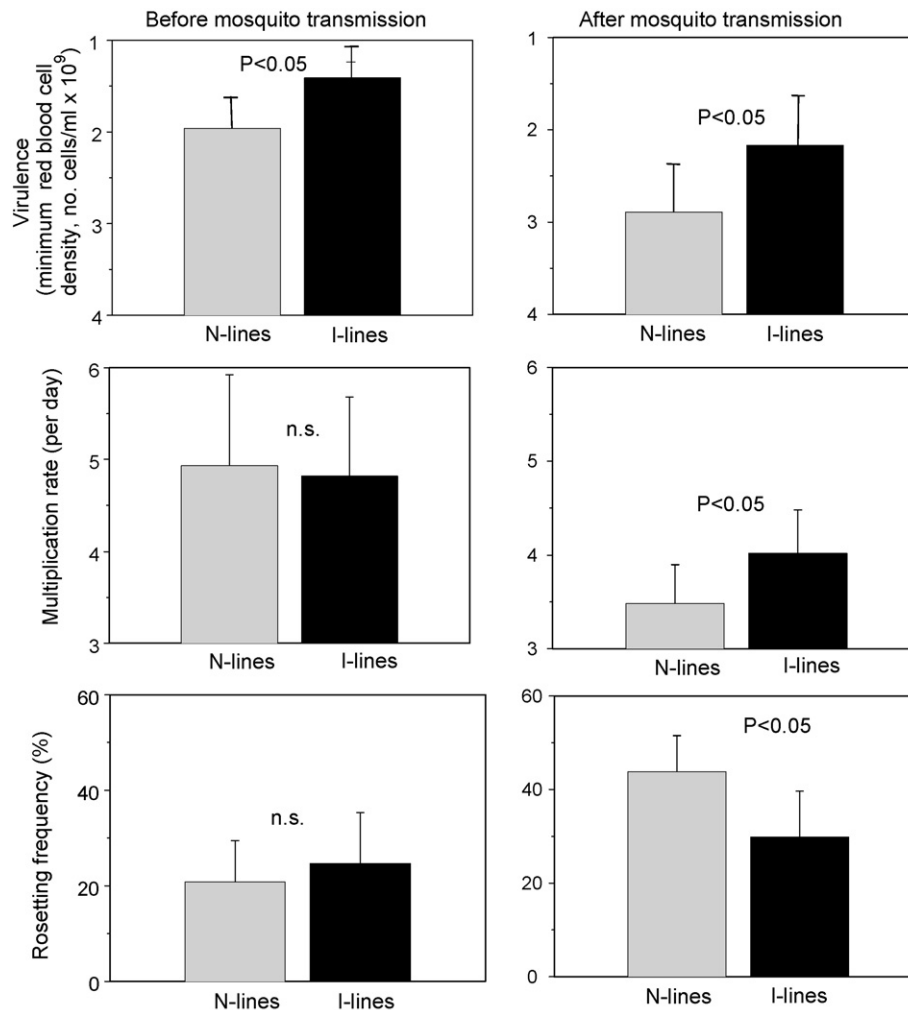 Before mosquito transmission
After mosquito transmission
Virulence
(minimum red blood cell
density, no. cells/ml x 10⁹)
1
2
3
4
P<0.05
N-lines
I-lines
1
2
3
4
P<0.05
N-lines
I-lines
Multiplication rate (per day)
6
5
4
3
n.s.
N-lines
I-lines
6
5
4
3
P<0.05
N-lines
I-lines
Rosetting frequency (%)
60
40
20
0
n.s.
N-lines
I-lines
60
40
20
0
P<0.05
N-lines
I-lines